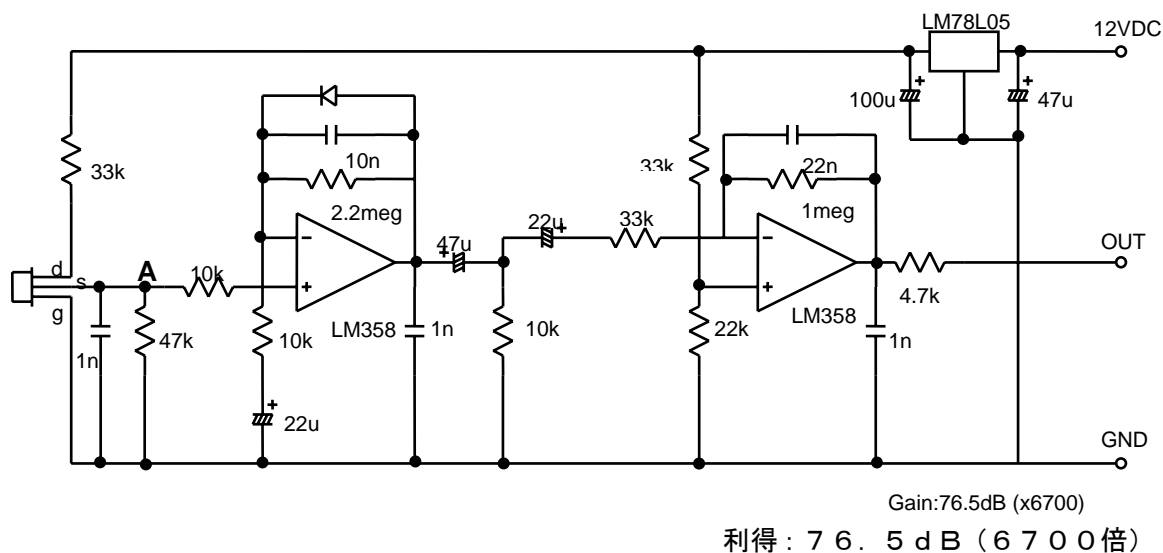 LM78L05
12VDC
100u
47u
10n
33k
2.2meg
33k
22n
1meg
22u
33k
47u
OUT
d
s
g
A
10k
4.7k
LM358
LM358
1n
47k
10k
1n
10k
22k
1n
22u
GND
Gain:76.5dB (x6700)
利得：７６．５ｄＢ（６７００倍）